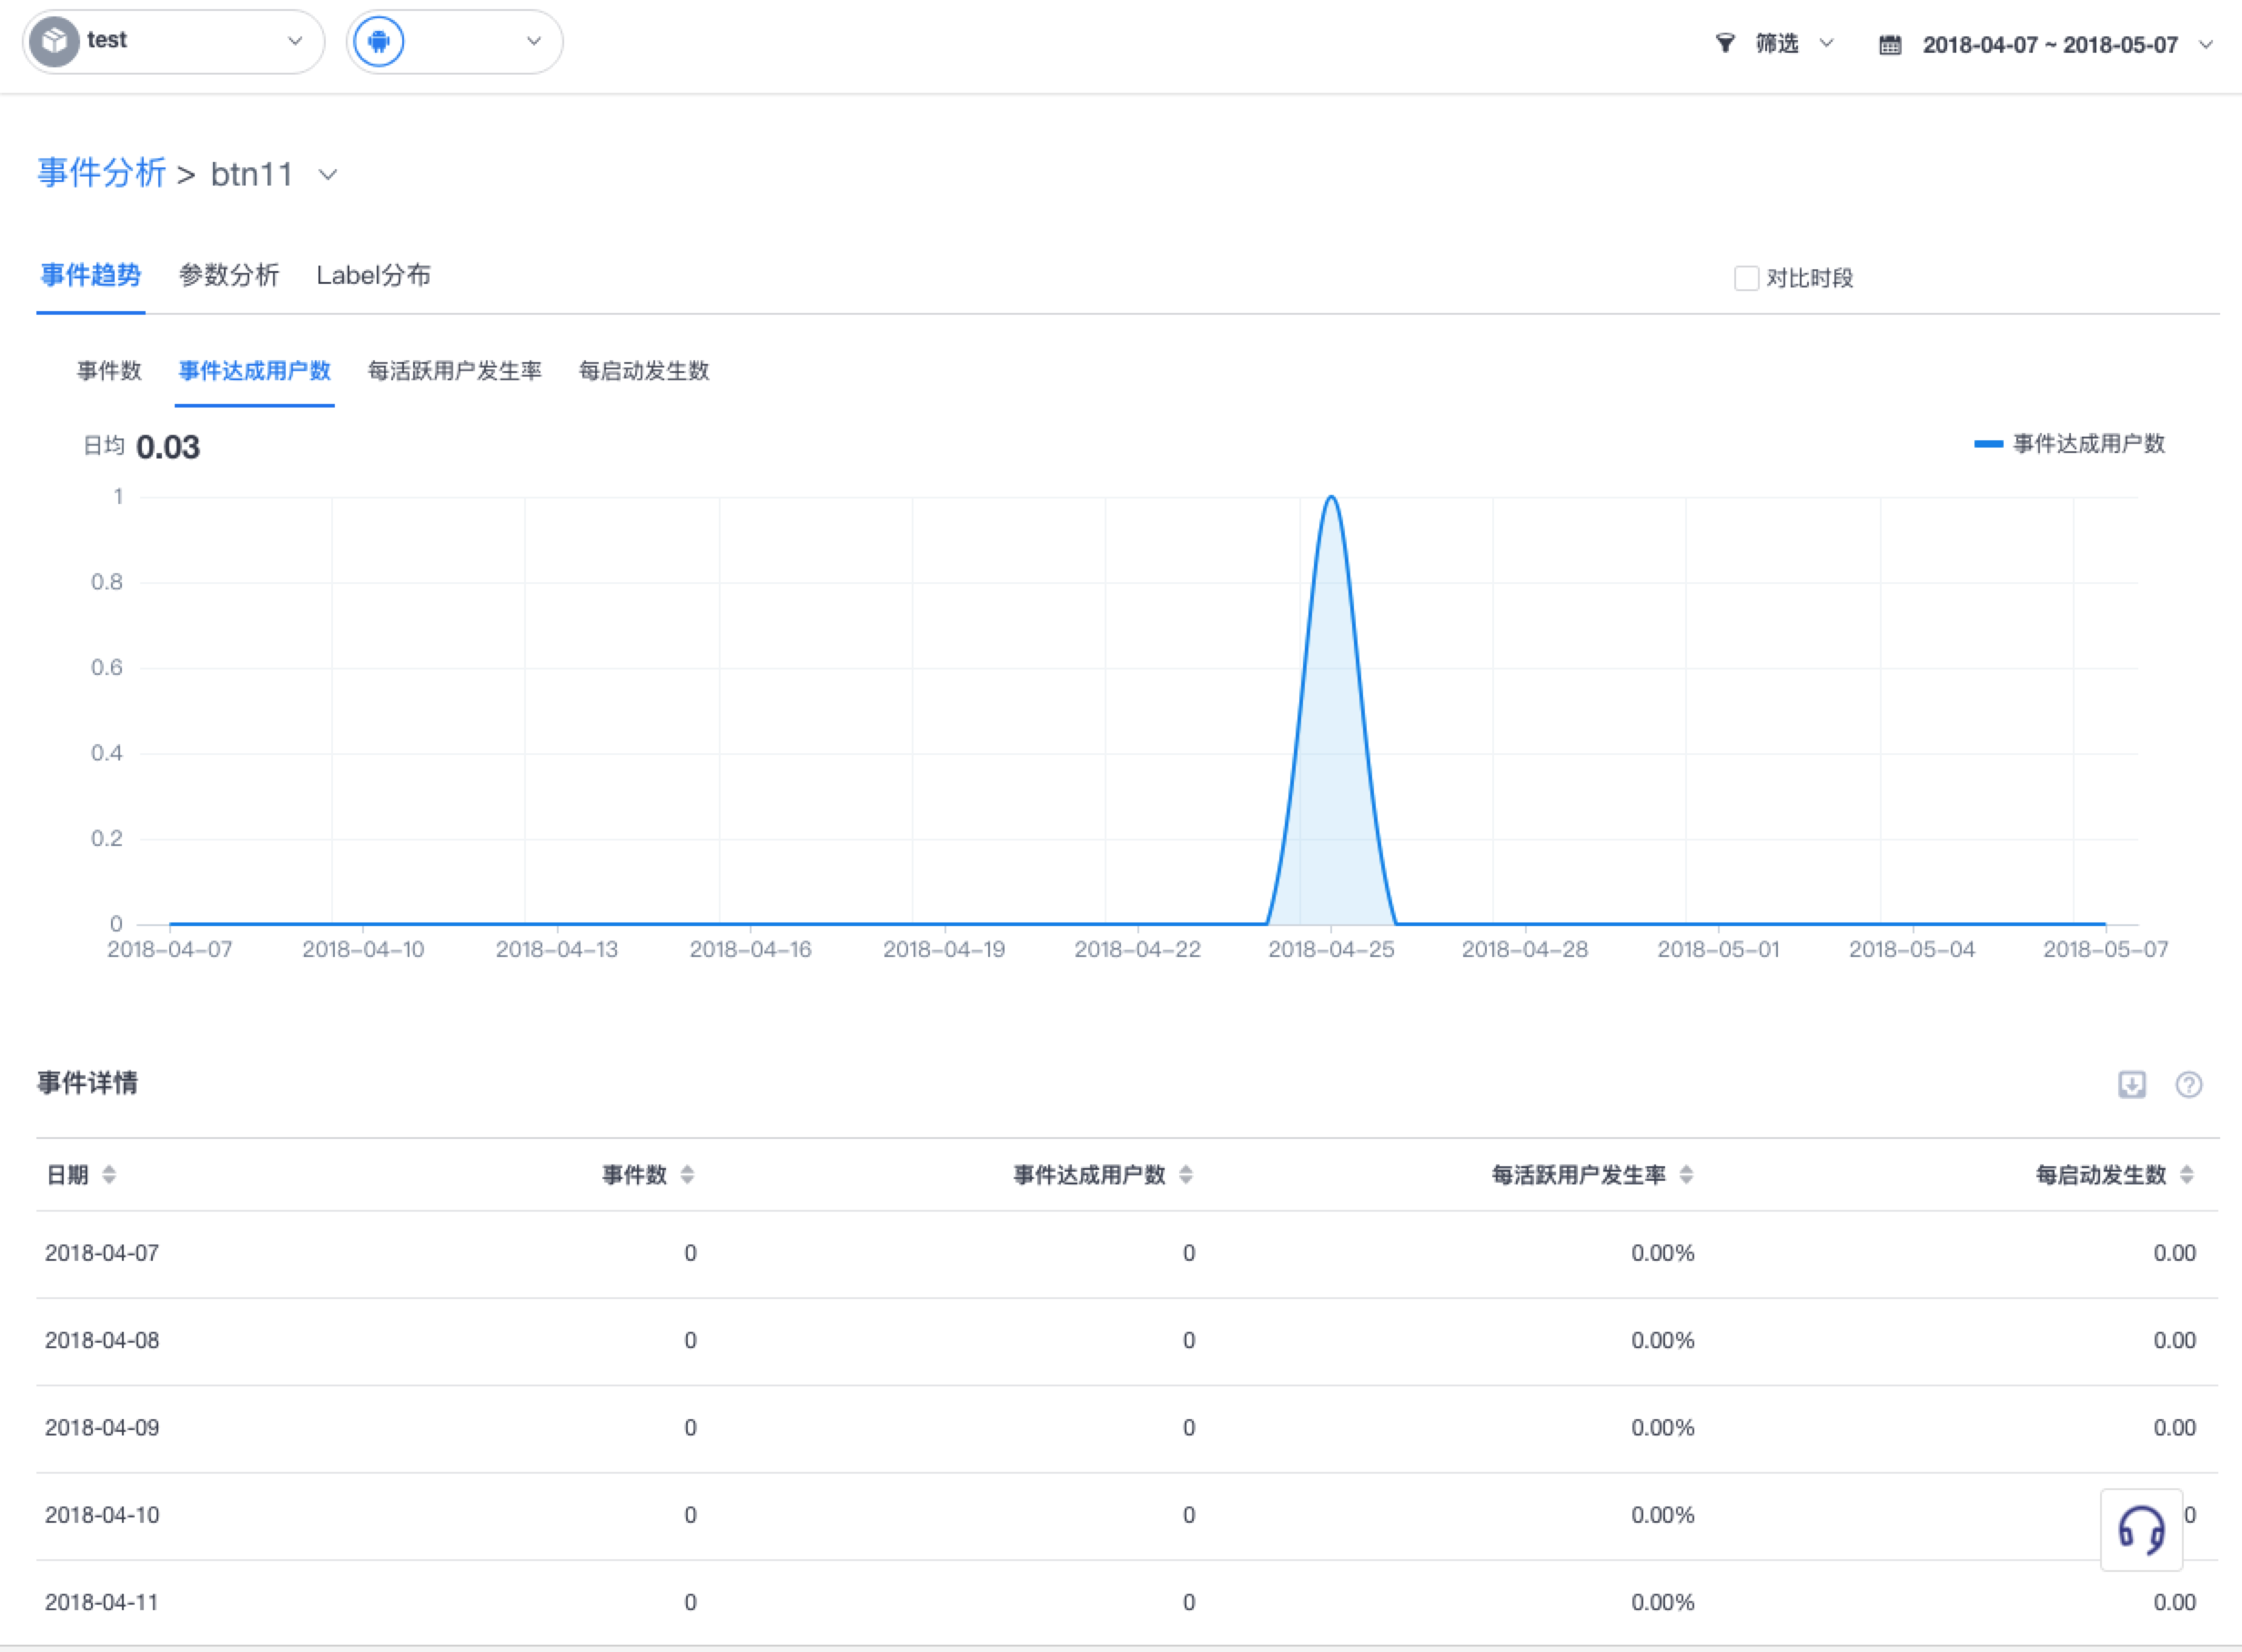 test 筛选 2018-04-07 ~ 2018-05-07
事件分析 > btn11
事件趋势 参数分析 Label分布 对比时段
事件数 事件达成用户数 每活跃用户发生率 每启动发生数
日均 0.03 事件达成用户数
1
0.8
0.6
0.4
0.2
0
2018-04-07 2018-04-10 2018-04-13 2018-04-16 2018-04-19 2018-04-22 2018-04-25 2018-04-28 2018-05-01 2018-05-04 2018-05-07
事件详情
日期 事件数 事件达成用户数 每活跃用户发生率 每启动发生数
2018-04-07 0 0 0.00% 0.00
2018-04-08 0 0 0.00% 0.00
2018-04-09 0 0 0.00% 0.00
2018-04-10 0 0 0.00% 0
2018-04-11 0 0 0.00% 0.00